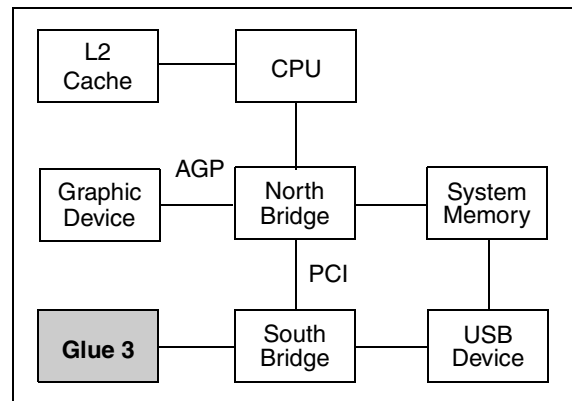 L2
Cache
CPU
AGP
Graphic
Device
North
Bridge
System
Memory
PCI
Glue 3
South
Bridge
USB
Device